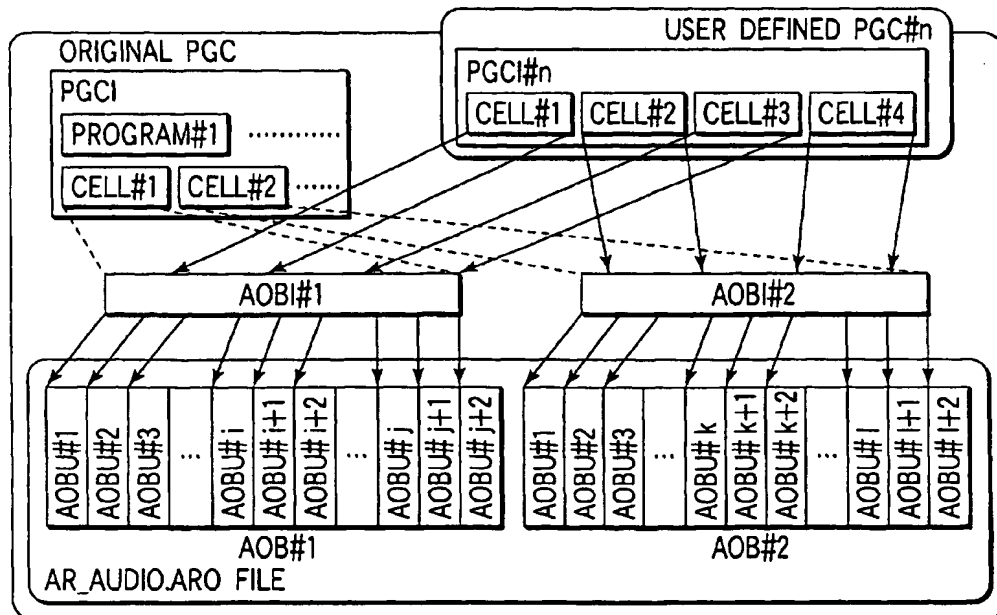 USER DEFINED PGC#n
ORIGINAL PGC
PGCI#n
CELL#1 CELL#2 CELL#3 CELL#4
PGCI
PROGRAM#1 ............
CELL#1 CELL#2 ......
AOBI#1 AOBI#2
AOBU#1 AOBU#2 AOBU#3 ... AOBU#i AOBU#i+1 AOBU#i+2 ... AOBU#j AOBU#j+1 AOBU#j+2
AOBU#1 AOBU#2 AOBU#3 ... AOBU#k AOBU#k+1 AOBU#k+2 ... AOBU#l AOBU#l+1 AOBU#l+2
AOB#1 AOB#2
AR_AUDIO.ARO FILE